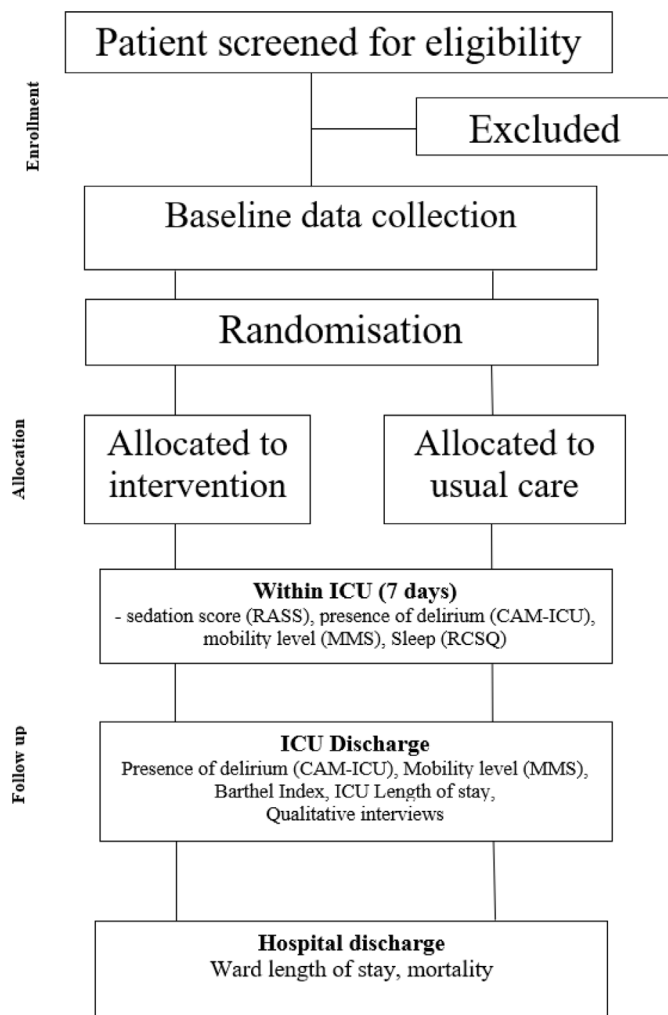 Patient screened for eligibility
Enrollment
Excluded
Baseline data collection
Randomisation
Allocation
Allocated to
intervention
Allocated to
usual care
Within ICU (7 days)
- sedation score (RASS), presence of delirium (CAM-ICU),
mobility level (MMS), Sleep (RCSQ)
Follow up
ICU Discharge
Presence of delirium (CAM-ICU), Mobility level (MMS),
Barthel Index, ICU Length of stay,
Qualitative interviews
Hospital discharge
Ward length of stay, mortality